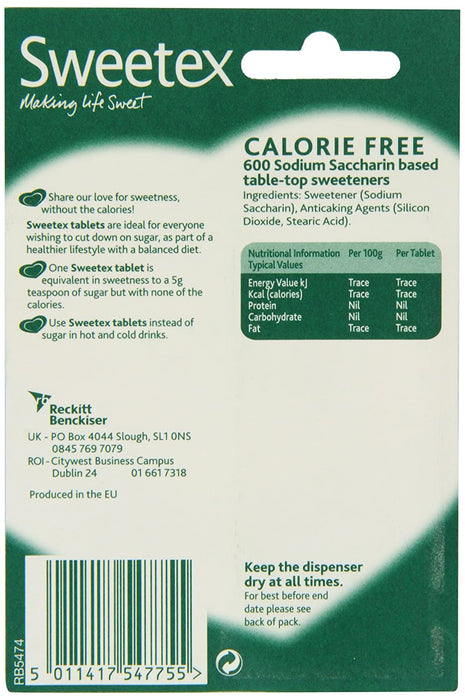 Sweetex
Making Life Sweet
CALORIE FREE
600 Sodium Saccharin based
table-top sweeteners
Ingredients: Sweetener (Sodium
Saccharin), Anticaking Agents (Silicon
Dioxide, Stearic Acid).
Share our love for sweetness,
without the calories!
Sweetex tablets are ideal for everyone
wishing to cut down on sugar, as part of a
healthier lifestyle with a balanced diet.
One Sweetex tablet is
equivalent in sweetness to a 5g
teaspoon of sugar but with none of the
calories.
Use Sweetex tablets instead of
sugar in hot and cold drinks.
Nutritional Information Per 100g Per Tablet
Typical Values
Energy Value kJ Trace Trace
Kcal (calories) Trace Trace
Protein Nil Nil
Carbohydrate Nil Nil
Fat Trace Trace
rb
Reckitt
Benckiser
UK - PO Box 4044 Slough, SL1 0NS
0845 769 7079
ROI - Citywest Business Campus
Dublin 24 01 661 7318
Produced in the EU
Keep the dispenser
dry at all times.
For best before end
date please see
back of pack.
RB5474
5 011417 547755 >